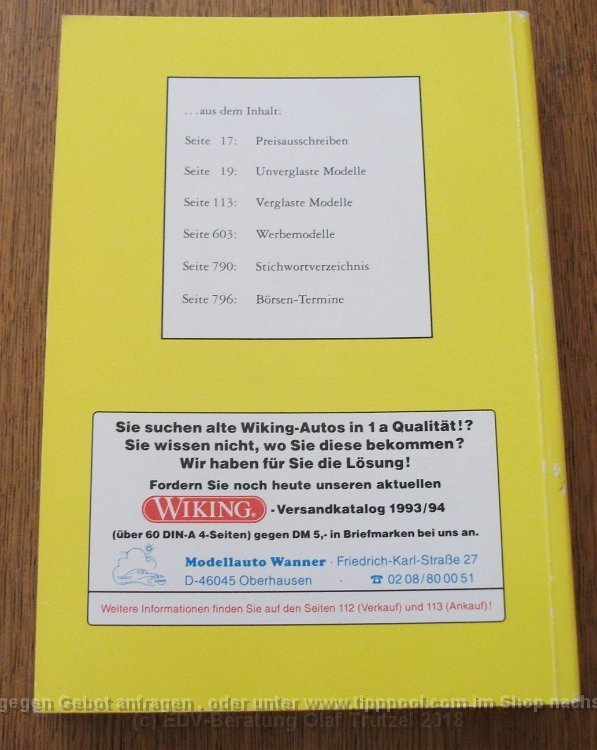 ...aus dem Inhalt:
Seite 17: Preisausschreiben
Seite 19: Unverglaste Modelle
Seite 113: Verglaste Modelle
Seite 603: Werbemodelle
Seite 790: Stichwortverzeichnis
Seite 796: Börsen-Termine
Sie suchen alte Wiking-Autos in 1 a Qualität!?
Sie wissen nicht, wo Sie diese bekommen?
Wir haben für Sie die Lösung!
Fordern Sie noch heute unseren aktuellen
WIKING® - Versandkatalog 1993/94
(über 60 DIN-A 4-Seiten) gegen DM 5,- in Briefmarken bei uns an.
Modellauto Wanner · Friedrich-Karl-Straße 27
D-46045 Oberhausen · ☎ 02 08 / 80 00 51
Weitere Informationen finden Sie auf den Seiten 112 (Verkauf) und 113 (Ankauf)!
gegen Gebot anfragen , oder unter www.tipppool.com im Shop nachs
(c) EDV-Beratung Olaf Trützel 2018